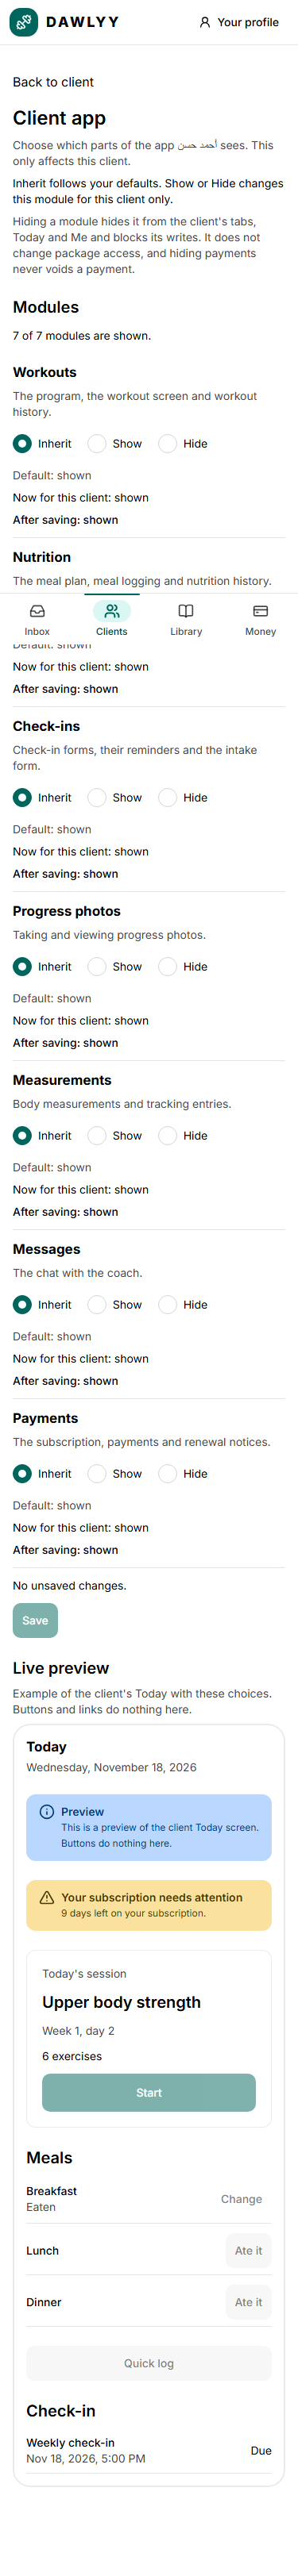 DAWLYY
Your profile
Back to client
Client app
Choose which parts of the app أحمد حسن sees. This
only affects this client.
Inherit follows your defaults. Show or Hide changes
this module for this client only.
Hiding a module hides it from the client's tabs,
Today and Me and blocks its writes. It does not
change package access, and hiding payments
never voids a payment.
Modules
7 of 7 modules are shown.
Workouts
The program, the workout screen and workout
history.
Inherit Show Hide
Default: shown
Now for this client: shown
After saving: shown
Nutrition
The meal plan, meal logging and nutrition history.
Inbox Clients Library Money
Default: shown
Now for this client: shown
After saving: shown
Check-ins
Check-in forms, their reminders and the intake
form.
Inherit Show Hide
Default: shown
Now for this client: shown
After saving: shown
Progress photos
Taking and viewing progress photos.
Inherit Show Hide
Default: shown
Now for this client: shown
After saving: shown
Measurements
Body measurements and tracking entries.
Inherit Show Hide
Default: shown
Now for this client: shown
After saving: shown
Messages
The chat with the coach.
Inherit Show Hide
Default: shown
Now for this client: shown
After saving: shown
Payments
The subscription, payments and renewal notices.
Inherit Show Hide
Default: shown
Now for this client: shown
After saving: shown
No unsaved changes.
Save
Live preview
Example of the client's Today with these choices.
Buttons and links do nothing here.
Today
Wednesday, November 18, 2026
Preview
This is a preview of the client Today screen.
Buttons do nothing here.
Your subscription needs attention
9 days left on your subscription.
Today's session
Upper body strength
Week 1, day 2
6 exercises
Start
Meals
Breakfast
Eaten
Change
Lunch
Ate it
Dinner
Ate it
Quick log
Check-in
Weekly check-in
Nov 18, 2026, 5:00 PM
Due